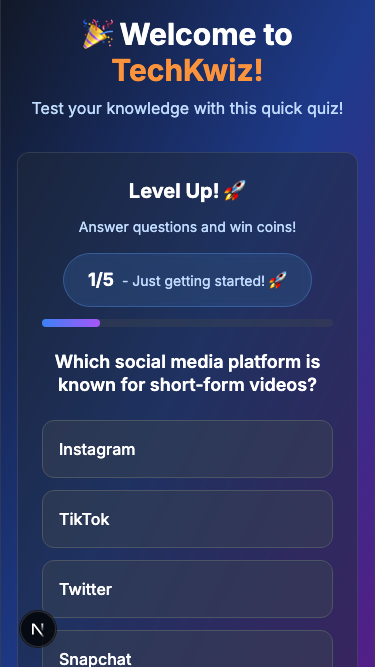 🎉 Welcome to
TechKwiz!
Test your knowledge with this quick quiz!
Level Up! 🚀
Answer questions and win coins!
1/5 - Just getting started! 🚀
Which social media platform is
known for short-form videos?
Instagram
TikTok
Twitter
N
Snapchat